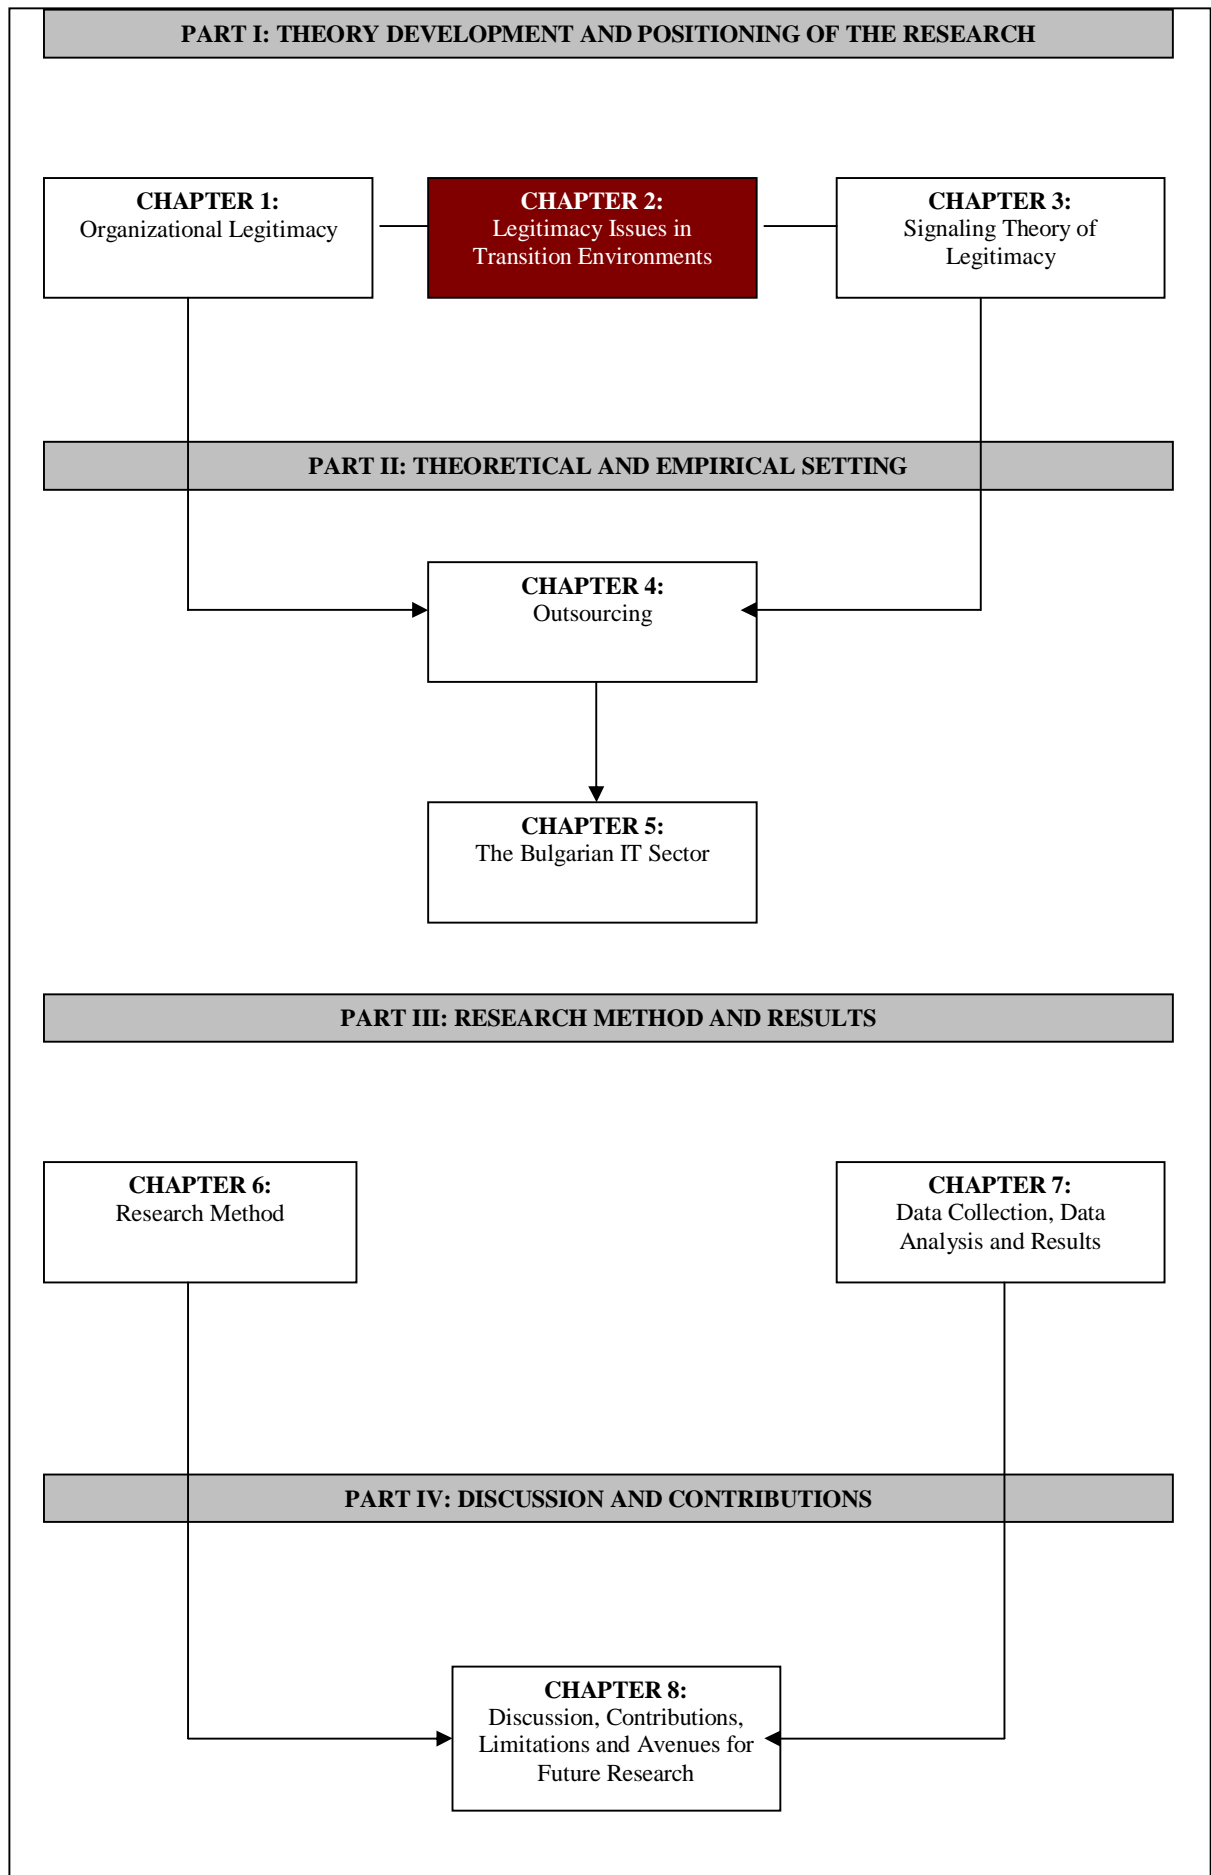 PART I: THEORY DEVELOPMENT AND POSITIONING OF THE RESEARCH
CHAPTER 1:
Organizational Legitimacy
CHAPTER 2:
Legitimacy Issues in
Transition Environments
CHAPTER 3:
Signaling Theory of
Legitimacy
PART II: THEORETICAL AND EMPIRICAL SETTING
CHAPTER 4:
Outsourcing
CHAPTER 5:
The Bulgarian IT Sector
PART III: RESEARCH METHOD AND RESULTS
CHAPTER 6:
Research Method
CHAPTER 7:
Data Collection, Data
Analysis and Results
PART IV: DISCUSSION AND CONTRIBUTIONS
CHAPTER 8:
Discussion, Contributions,
Limitations and Avenues for
Future Research